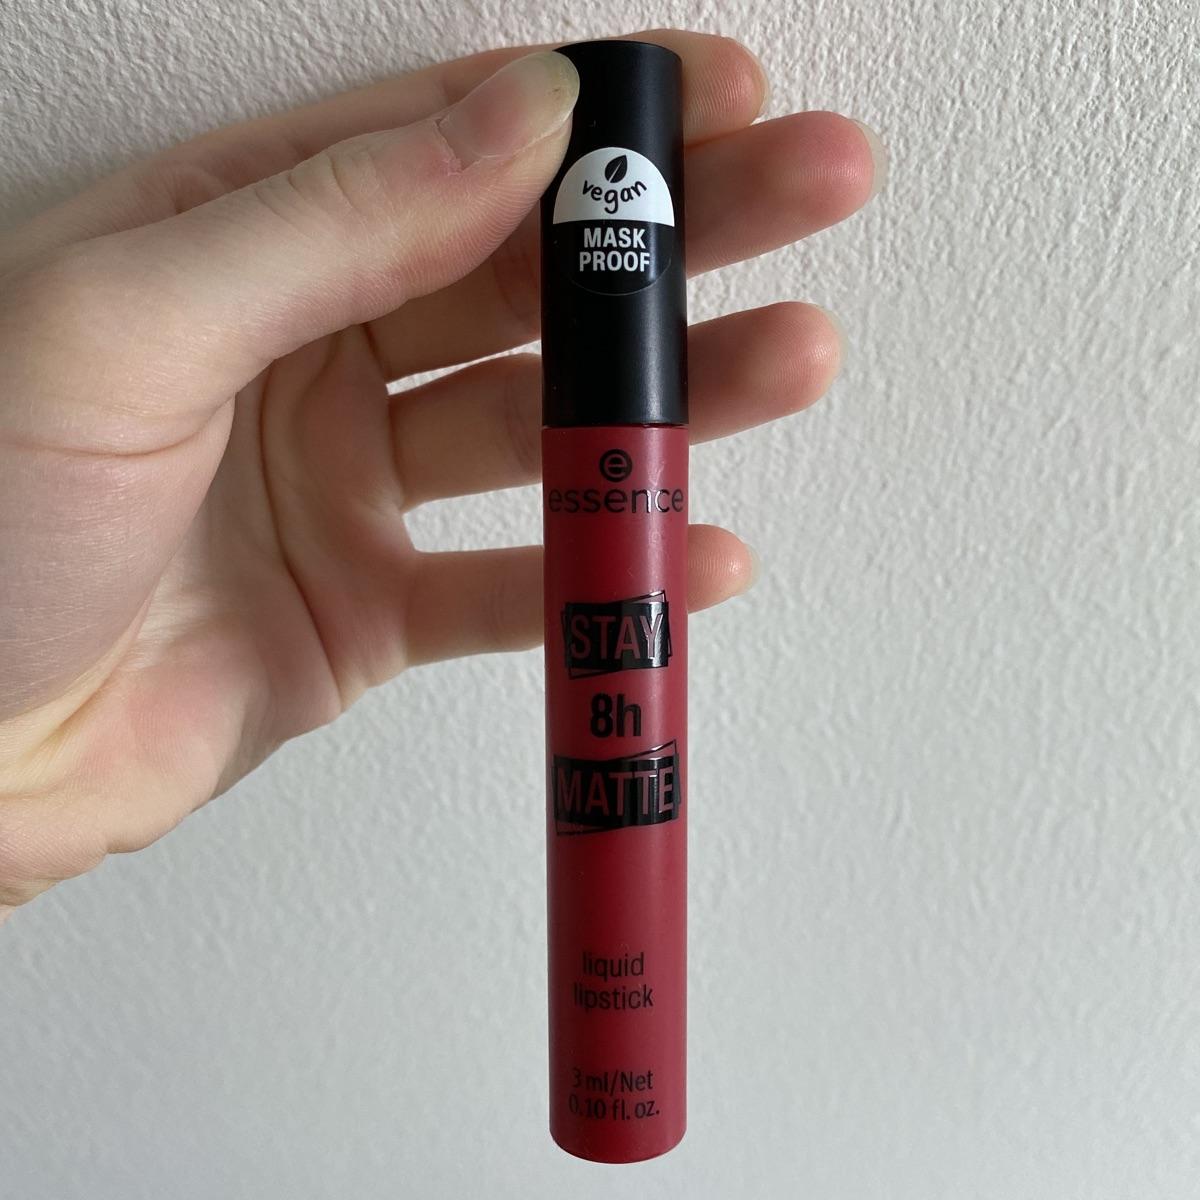 vegan
MASK
PROOF
e
essence
STAY
8h
MATTE
liquid
lipstick
3 ml/Net
0.10 fl. oz.